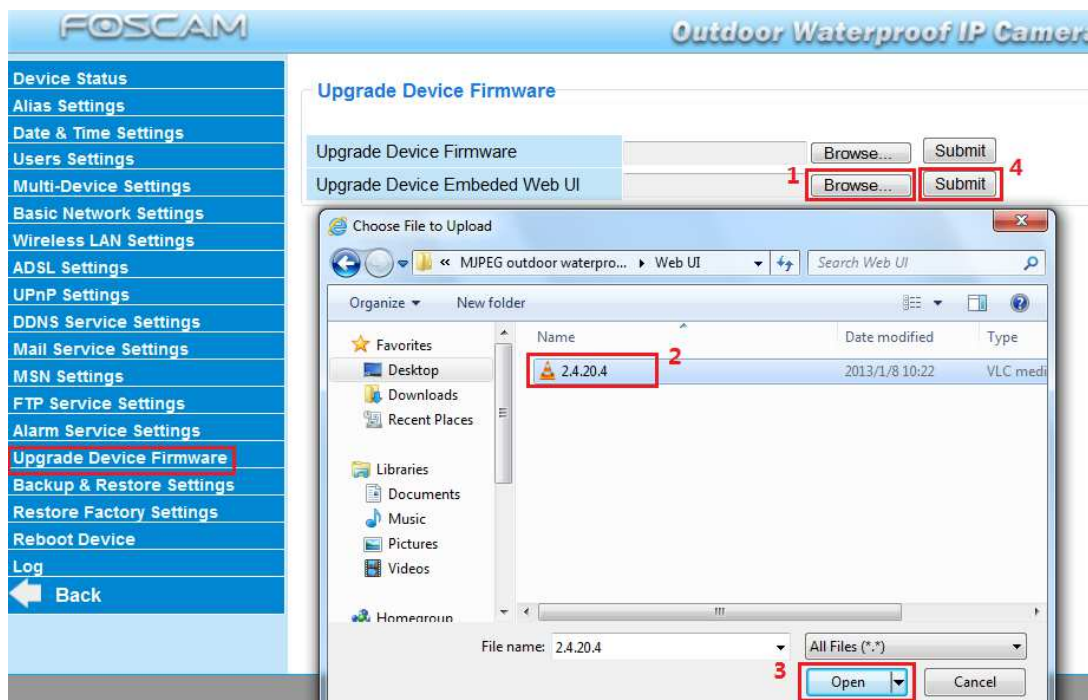 FOSCAM
Outdoor Waterproof IP Camera
Device Status
Alias Settings
Date & Time Settings
Users Settings
Multi-Device Settings
Basic Network Settings
Wireless LAN Settings
ADSL Settings
UPnP Settings
DDNS Service Settings
Mail Service Settings
MSN Settings
FTP Service Settings
Alarm Service Settings
Upgrade Device Firmware
Backup & Restore Settings
Restore Factory Settings
Reboot Device
Log
Back
Upgrade Device Firmware
Upgrade Device Firmware Browse... Submit
Upgrade Device Embeded Web UI 1 Browse... Submit 4
Choose File to Upload
« MJPEG outdoor waterpro... Web UI Search Web UI
Organize New folder
Name Date modified Type
2.4.20.4 2 2013/1/8 10:22 VLC medi
Favorites
Desktop
Downloads
Recent Places
Libraries
Documents
Music
Pictures
Videos
Homegroup
File name: 2.4.20.4 All Files (*.*)
3 Open Cancel